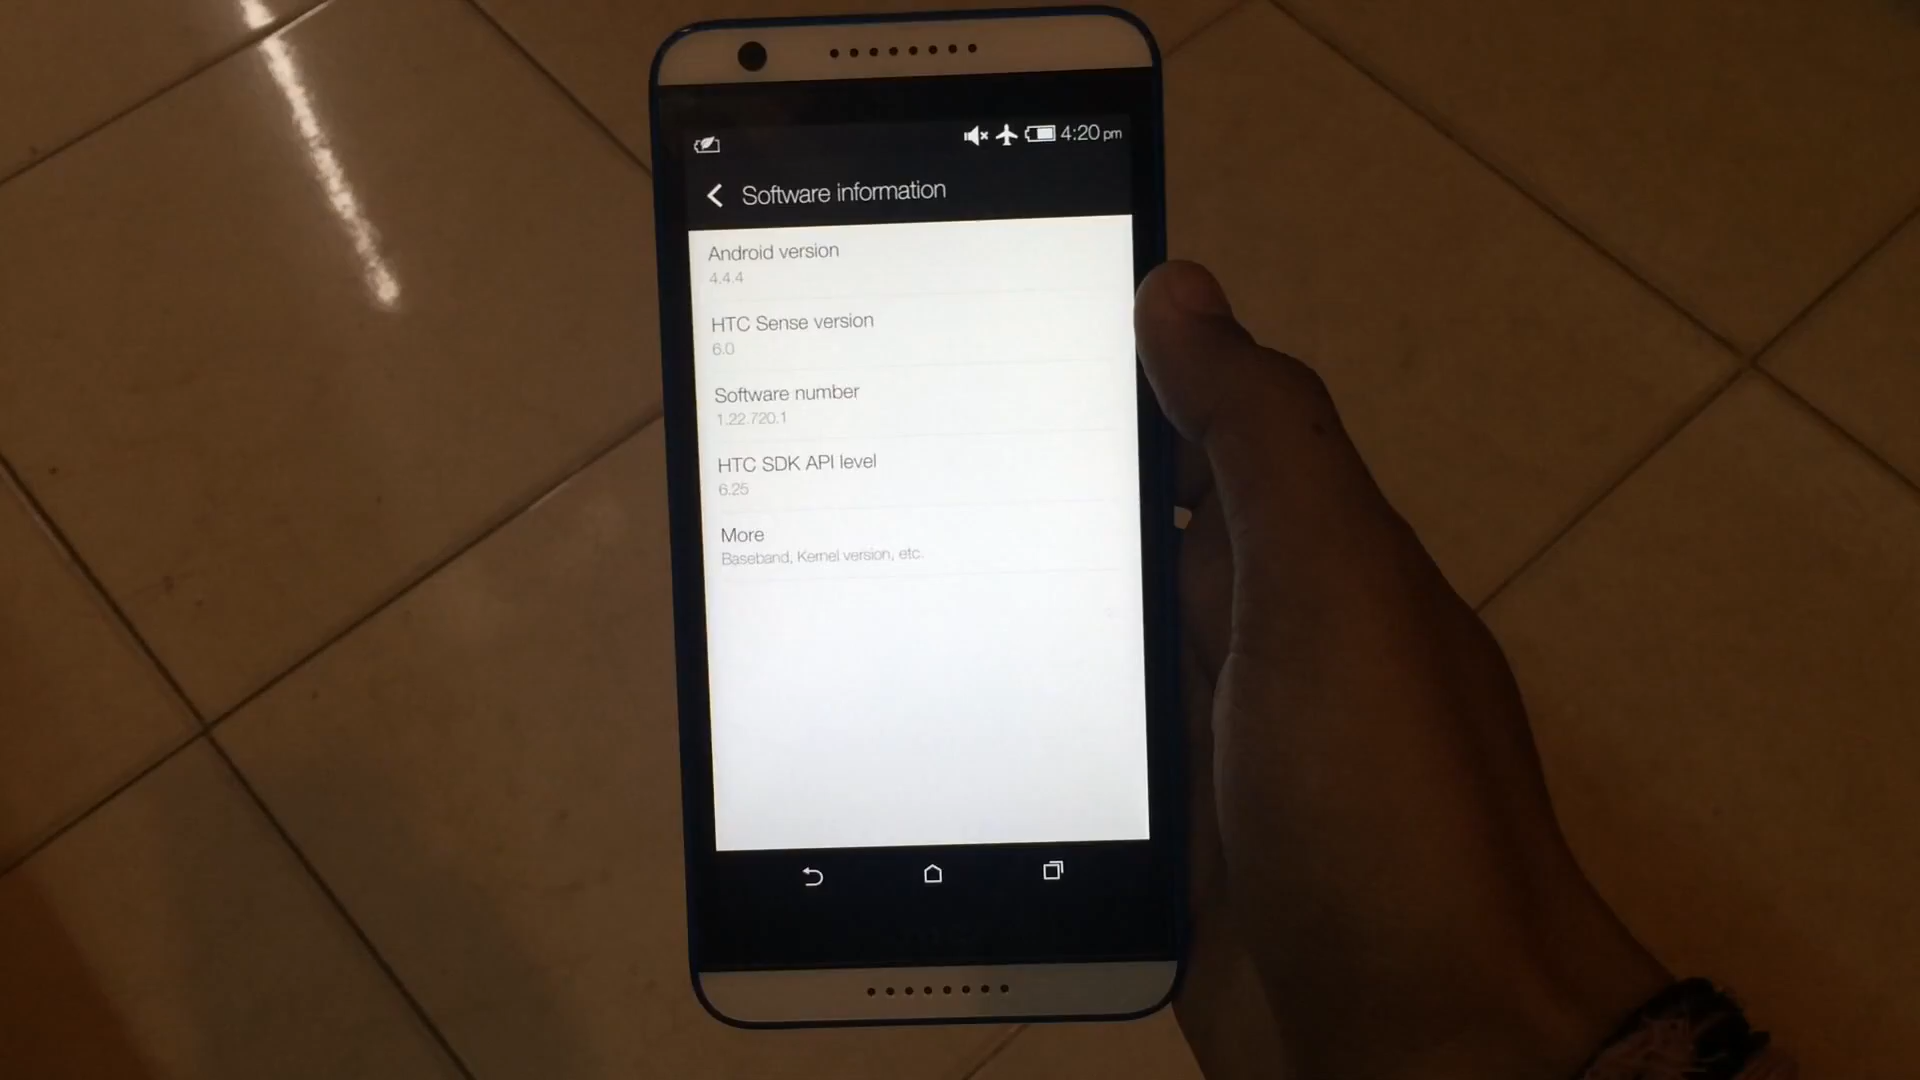 4:20 pm
Software information
Android version
4.4.4
HTC Sense version
6.0
Software number
1.22.720.1
HTC SDK API level
6.25
More
Baseband, Kernel version, etc.